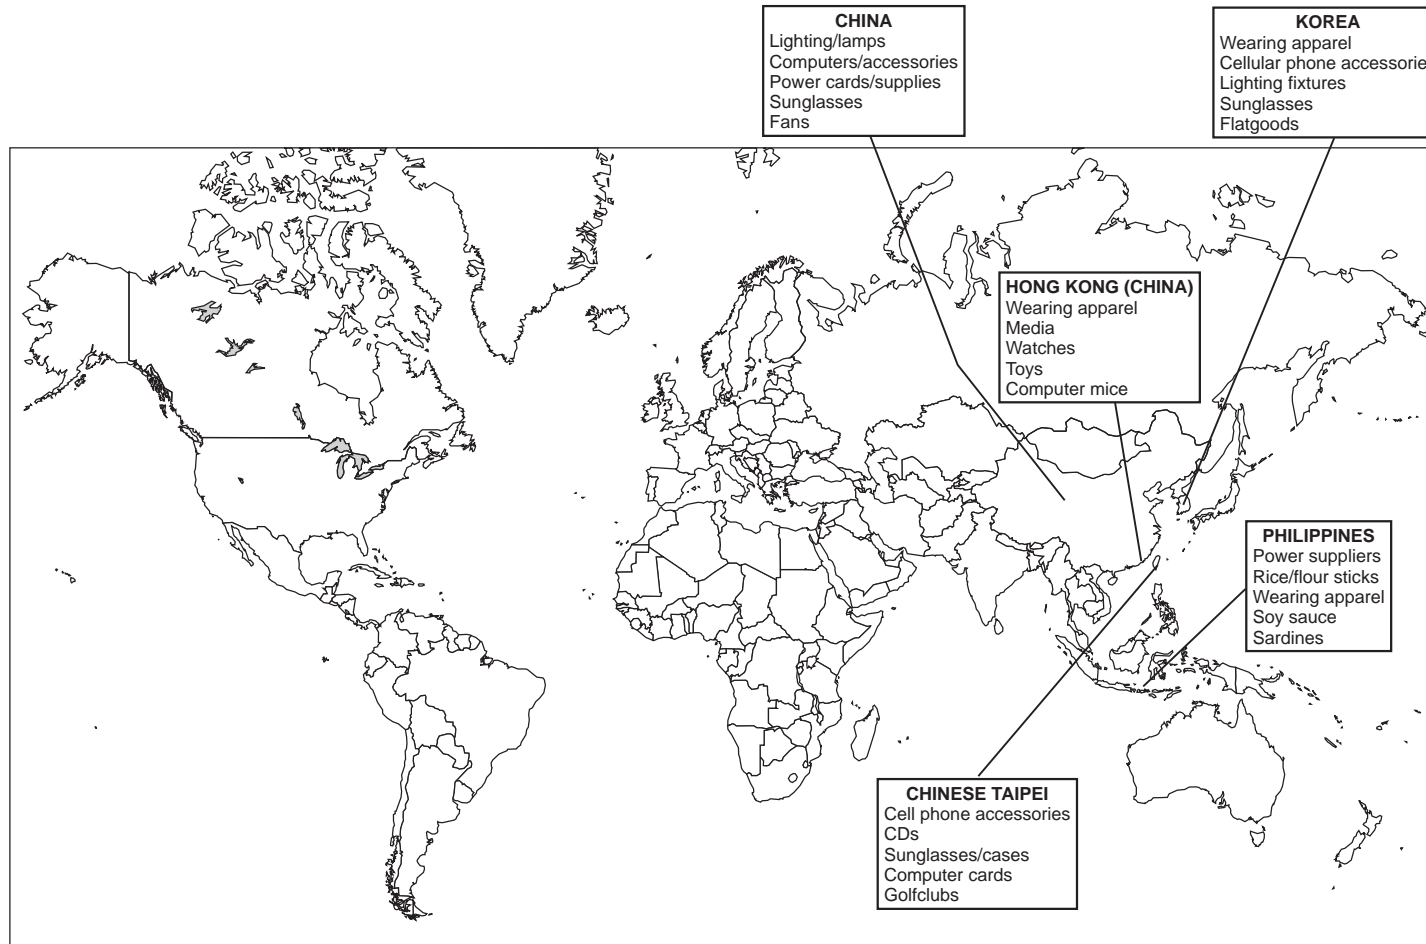 CHINA
Lighting/lamps
Computers/accessories
Power cards/supplies
Sunglasses
Fans
KOREA
Wearing apparel
Cellular phone accessorie
Lighting fixtures
Sunglasses
Flatgoods
HONG KONG (CHINA)
Wearing apparel
Media
Watches
Toys
Computer mice
PHILIPPINES
Power suppliers
Rice/flour sticks
Wearing apparel
Soy sauce
Sardines
CHINESE TAIPEI
Cell phone accessories
CDs
Sunglasses/cases
Computer cards
Golfclubs